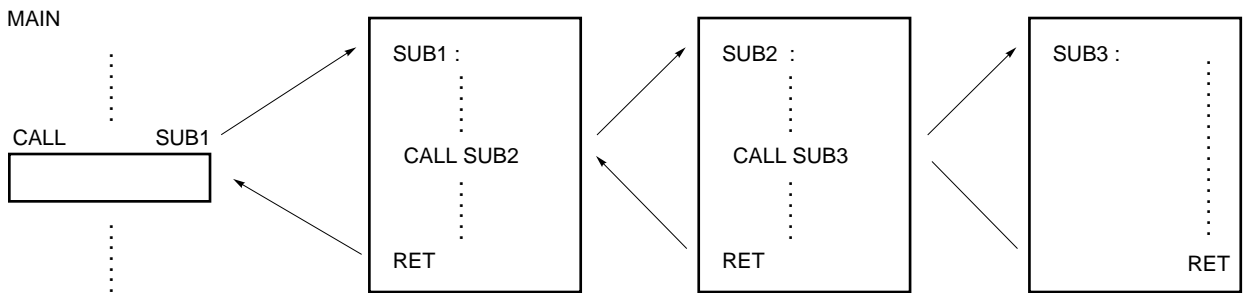 MAIN
CALL SUB1
SUB1 :
CALL SUB2
RET
SUB2 :
CALL SUB3
RET
SUB3 :
RET